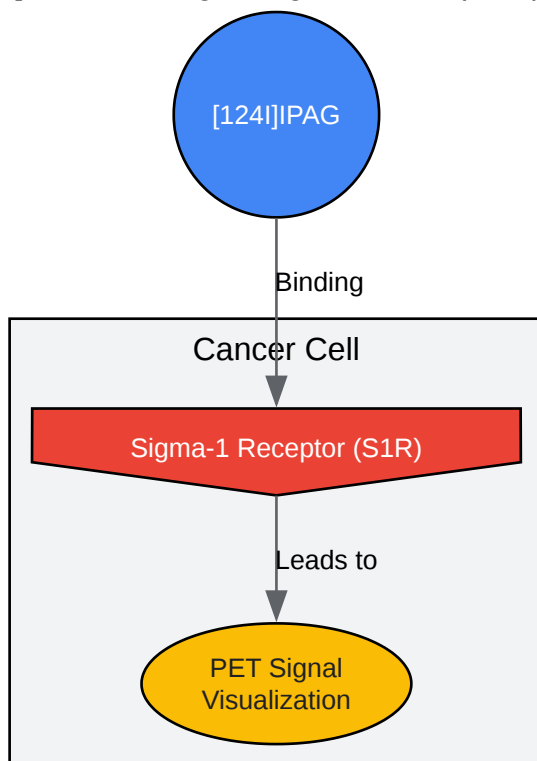 [124I]IPAG
Binding
Cancer Cell
Sigma-1 Receptor (S1R)
Leads to
PET Signal
Visualization